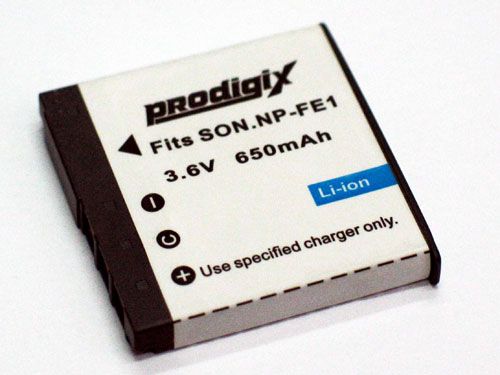 PRODIGIX
Fits SON.NP-FE1
3.6V 650mAh
Li-ion
−
C
+ Use specified charger only.